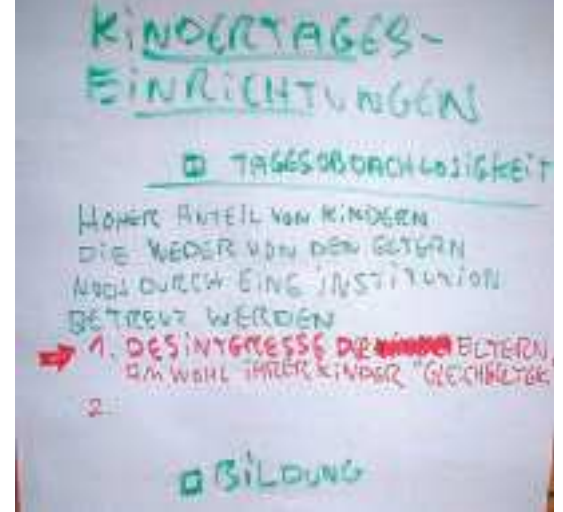 KINDERTAGES-
EINRICHTUNGEN
TAGESOBDACHLOSIGKEIT
HOHER ANTEIL VON KINDERN
DIE WEDER VON DEN ELTERN
NOCH DURCH EINE INSTITUTION
BETREUT WERDEN
1. DESINTERESSE DER ELTERN,
AM WOHL IHRER KINDER "GLEICHGÜLTIGK
2.
BILDUNG